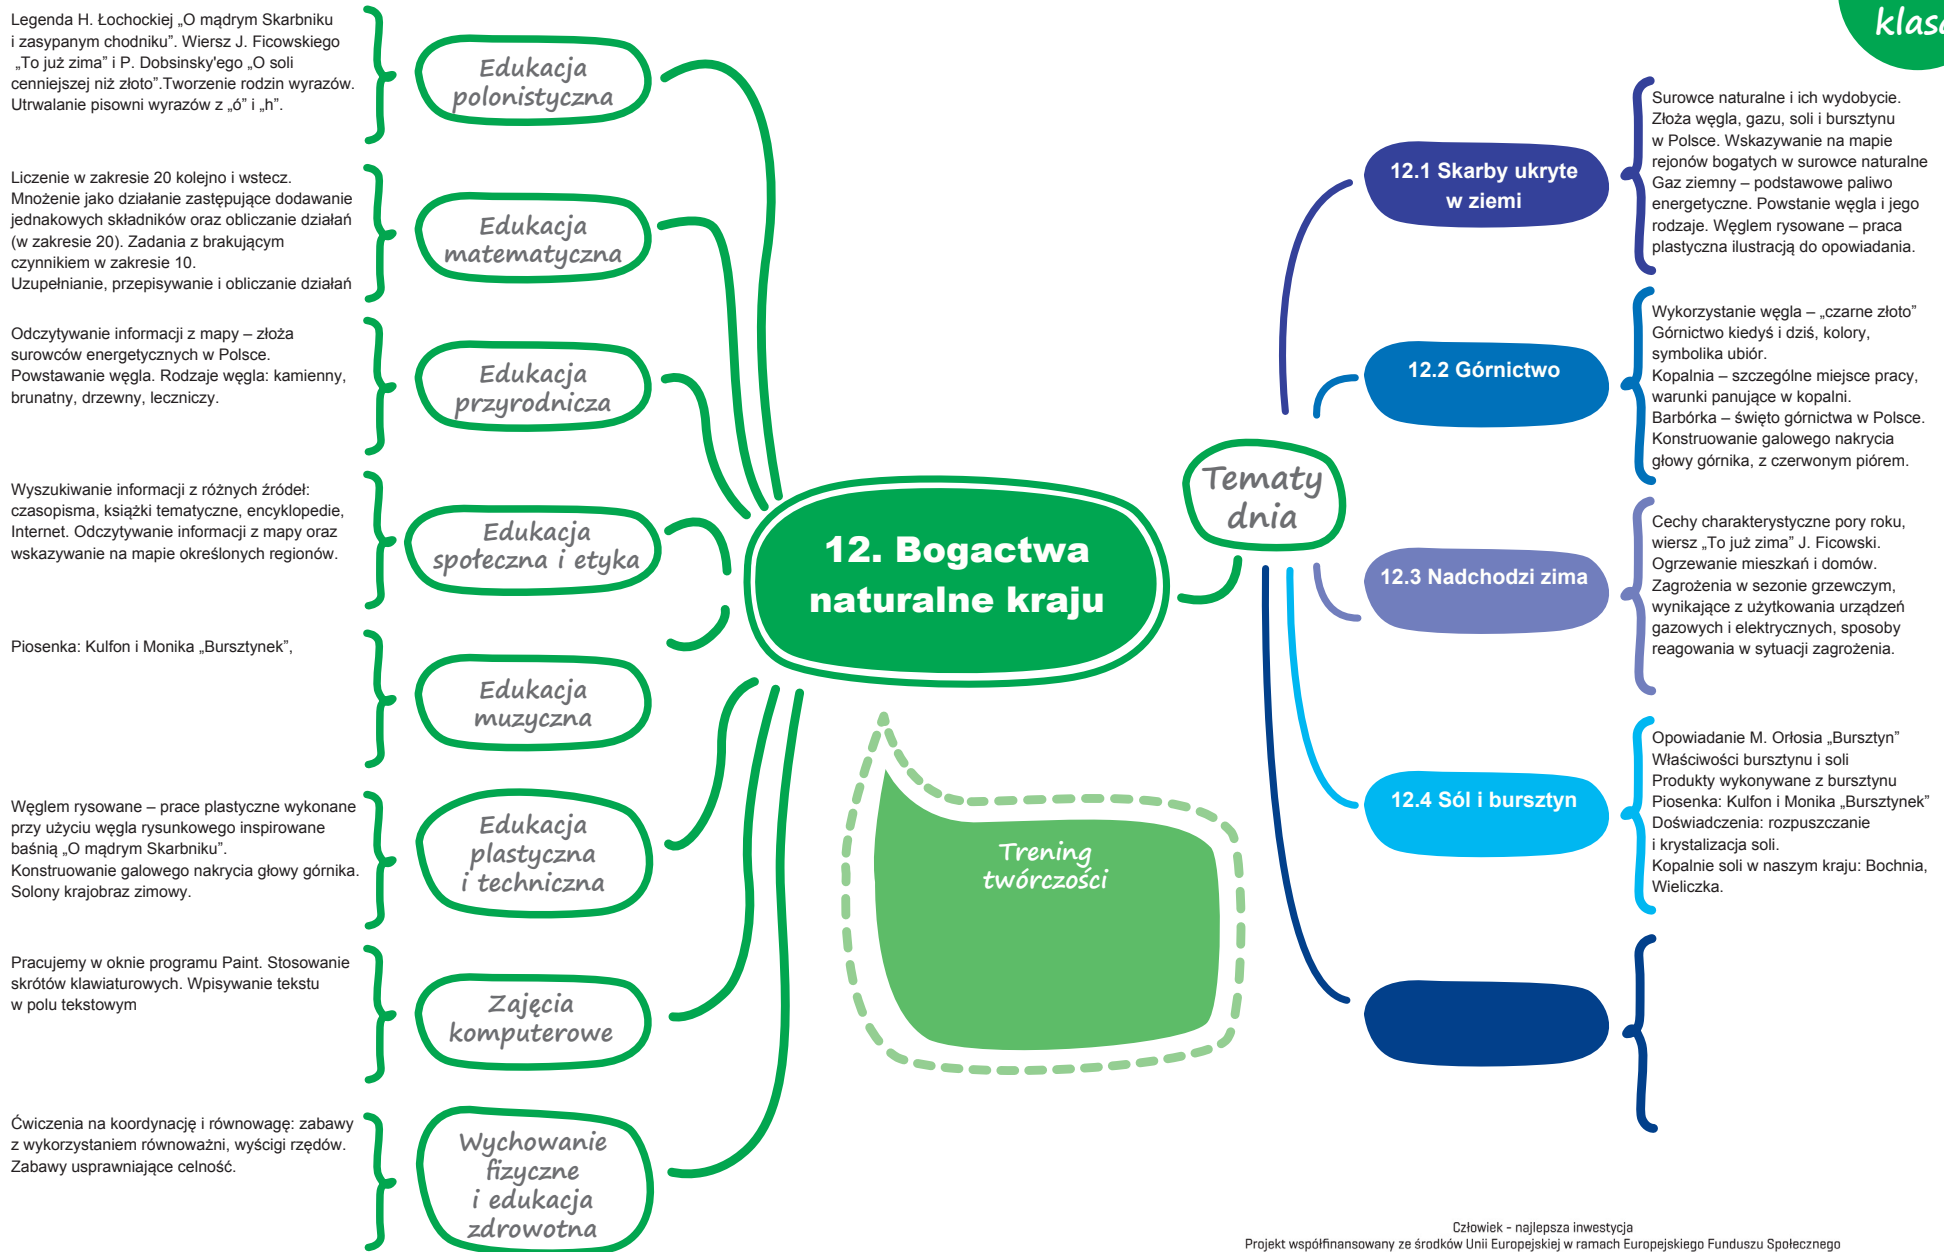 Legenda H. Łochockiej „O mądrym Skarbniku
i zasypanym chodniku”. Wiersz J. Ficowskiego
„To już zima” i P. Dobsinsky'ego „O soli
cenniejszej niż złoto”.Tworzenie rodzin wyrazów.
Utrwalanie pisowni wyrazów z „ó” i „h”.
Edukacja
polonistyczna
Liczenie w zakresie 20 kolejno i wstecz.
Mnożenie jako działanie zastępujące dodawanie
jednakowych składników oraz obliczanie działań
(w zakresie 20). Zadania z brakującym
czynnikiem w zakresie 10.
Uzupełnianie, przepisywanie i obliczanie działań
Edukacja
matematyczna
Odczytywanie informacji z mapy – złoża
surowców energetycznych w Polsce.
Powstawanie węgla. Rodzaje węgla: kamienny,
brunatny, drzewny, leczniczy.
Edukacja
przyrodnicza
Wyszukiwanie informacji z różnych źródeł:
czasopisma, książki tematyczne, encyklopedie,
Internet. Odczytywanie informacji z mapy oraz
wskazywanie na mapie określonych regionów.
Edukacja
społeczna i etyka
Piosenka: Kulfon i Monika „Bursztynek”,
Edukacja
muzyczna
Węglem rysowane – prace plastyczne wykonane
przy użyciu węgla rysunkowego inspirowane
baśnią „O mądrym Skarbniku”.
Konstruowanie galowego nakrycia głowy górnika.
Solony krajobraz zimowy.
Edukacja
plastyczna
i techniczna
Pracujemy w oknie programu Paint. Stosowanie
skrótów klawiaturowych. Wpisywanie tekstu
w polu tekstowym
Zajęcia
komputerowe
Ćwiczenia na koordynację i równowagę: zabawy
z wykorzystaniem równoważni, wyścigi rzędów.
Zabawy usprawniające celność.
Wychowanie
fizyczne
i edukacja
zdrowotna
12. Bogactwa
naturalne kraju
Trening
twórczości
Tematy
dnia
klasa
12.1 Skarby ukryte
w ziemi
Surowce naturalne i ich wydobycie.
Złoża węgla, gazu, soli i bursztynu
w Polsce. Wskazywanie na mapie
rejonów bogatych w surowce naturalne
Gaz ziemny – podstawowe paliwo
energetyczne. Powstanie węgla i jego
rodzaje. Węglem rysowane – praca
plastyczna ilustracją do opowiadania.
12.2 Górnictwo
Wykorzystanie węgla – „czarne złoto”
Górnictwo kiedyś i dziś, kolory,
symbolika ubiór.
Kopalnia – szczególne miejsce pracy,
warunki panujące w kopalni.
Barbórka – święto górnictwa w Polsce.
Konstruowanie galowego nakrycia
głowy górnika, z czerwonym piórem.
12.3 Nadchodzi zima
Cechy charakterystyczne pory roku,
wiersz „To już zima” J. Ficowski.
Ogrzewanie mieszkań i domów.
Zagrożenia w sezonie grzewczym,
wynikające z użytkowania urządzeń
gazowych i elektrycznych, sposoby
reagowania w sytuacji zagrożenia.
12.4 Sól i bursztyn
Opowiadanie M. Orłosia „Bursztyn”
Właściwości bursztynu i soli
Produkty wykonywane z bursztynu
Piosenka: Kulfon i Monika „Bursztynek”
Doświadczenia: rozpuszczanie
i krystalizacja soli.
Kopalnie soli w naszym kraju: Bochnia,
Wieliczka.
Człowiek - najlepsza inwestycja
Projekt współfinansowany ze środków Unii Europejskiej w ramach Europejskiego Funduszu Społecznego